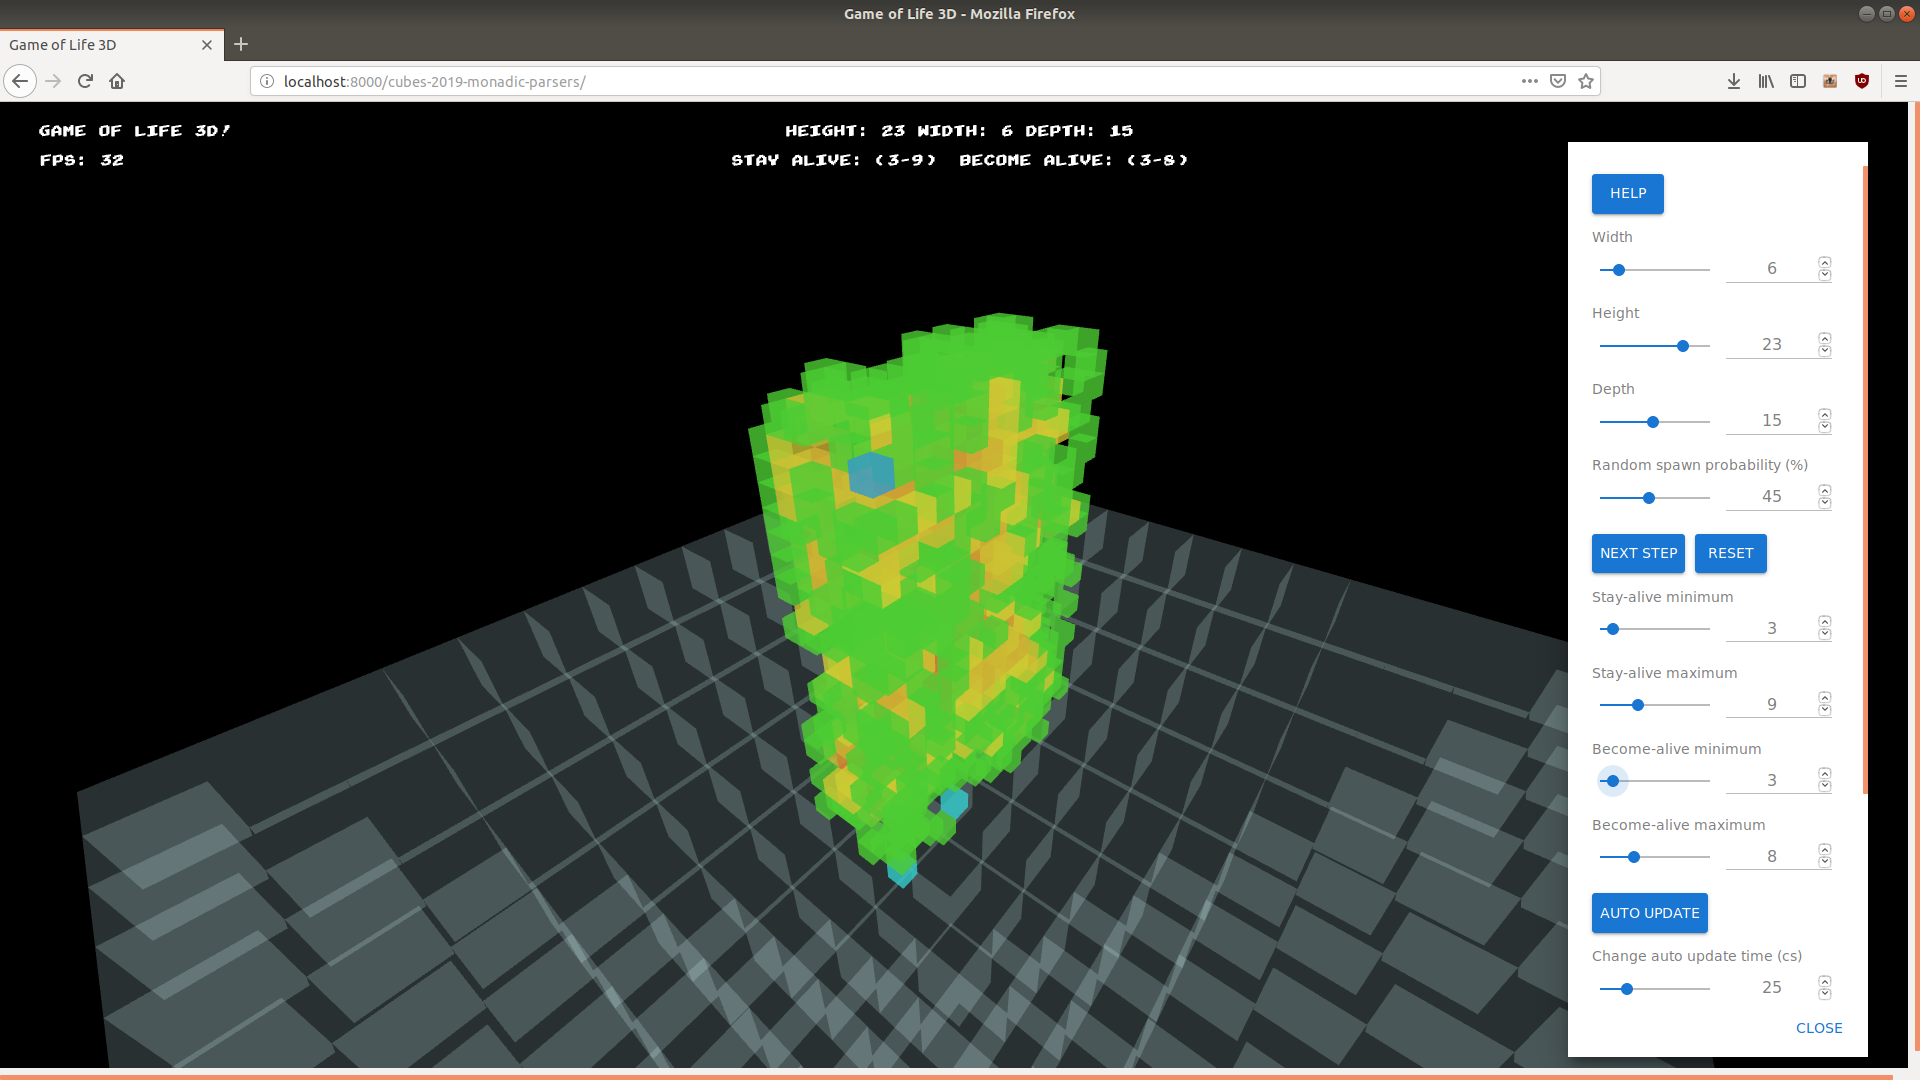 Game of Life 3D - Mozilla Firefox
Game of Life 3D
localhost:8000/cubes-2019-monadic-parsers/
GAME OF LIFE 3D!
FPS: 32
HEIGHT: 23 WIDTH: 6 DEPTH: 15
STAY ALIVE: (3-9) BECOME ALIVE: (3-8)
HELP
Width
6
Height
23
Depth
15
Random spawn probability (%)
45
NEXT STEP RESET
Stay-alive minimum
3
Stay-alive maximum
9
Become-alive minimum
3
Become-alive maximum
8
AUTO UPDATE
Change auto update time (cs)
25
CLOSE